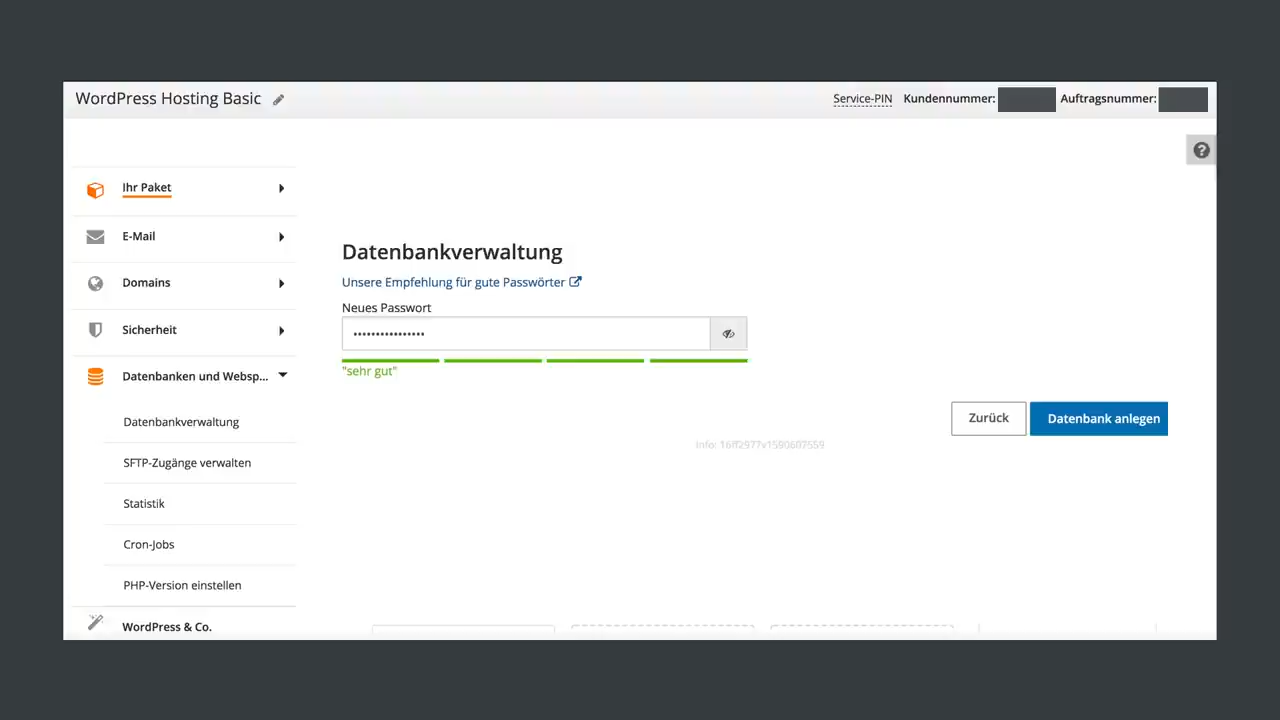 WordPress Hosting Basic
Service-PIN Kundennummer: Auftragsnummer:
Ihr Paket
E-Mail
Domains
Sicherheit
Datenbanken und Websp...
Datenbankverwaltung
SFTP-Zugänge verwalten
Statistik
Cron-Jobs
PHP-Version einstellen
WordPress & Co.
Datenbankverwaltung
Unsere Empfehlung für gute Passwörter
Neues Passwort
••••••••••••••••
"sehr gut"
Zurück
Datenbank anlegen
Info: